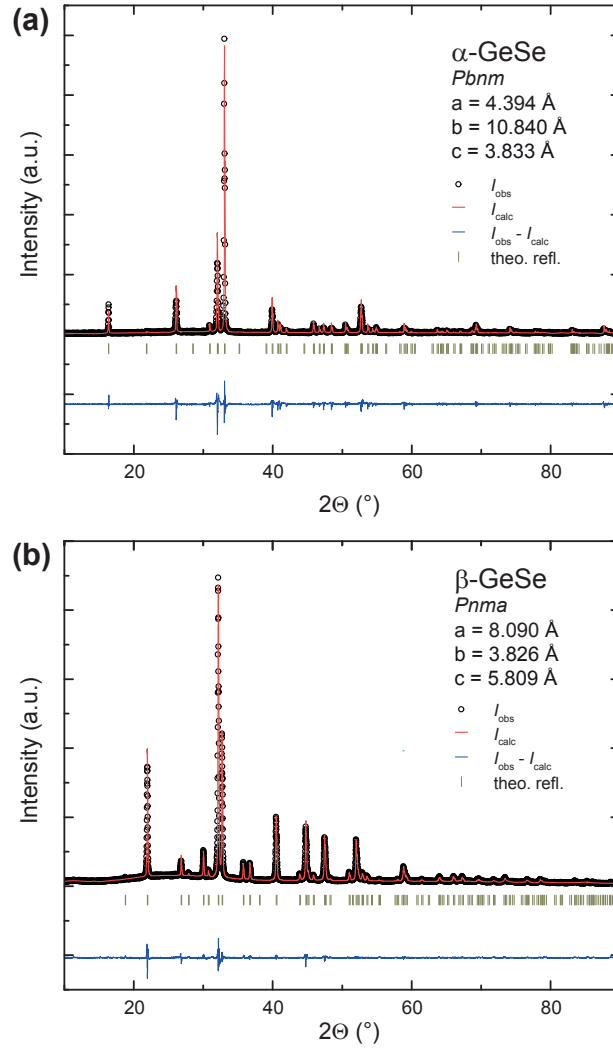 (a)
α-GeSe
Pbnm
a = 4.394 Å
b = 10.840 Å
c = 3.833 Å
Iobs
Icalc
Iobs - Icalc
theo. refl.
Intensity (a.u.)
20 40 60 80
2Θ (°)
(b)
β-GeSe
Pnma
a = 8.090 Å
b = 3.826 Å
c = 5.809 Å
Iobs
Icalc
Iobs - Icalc
theo. refl.
Intensity (a.u.)
20 40 60 80
2Θ (°)